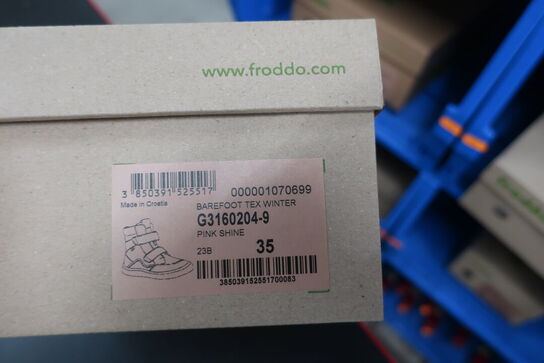 www.froddo.com
3 850391 525517
000001070699
Made in Croatia
BAREFOOT TEX WINTER
G3160204-9
PINK SHINE
23B
35
385039152551700083